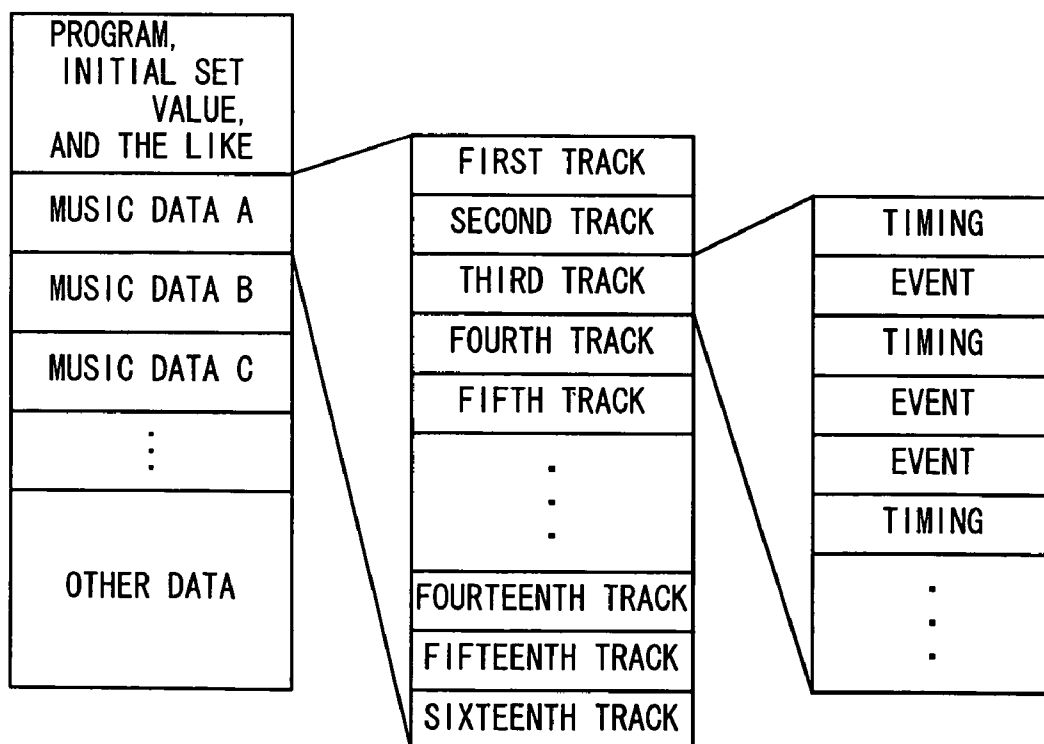 PROGRAM,
INITIAL SET
VALUE,
AND THE LIKE
MUSIC DATA A
MUSIC DATA B
MUSIC DATA C
OTHER DATA
FIRST TRACK
SECOND TRACK
THIRD TRACK
FOURTH TRACK
FIFTH TRACK
FOURTEENTH TRACK
FIFTEENTH TRACK
SIXTEENTH TRACK
TIMING
EVENT
TIMING
EVENT
EVENT
TIMING